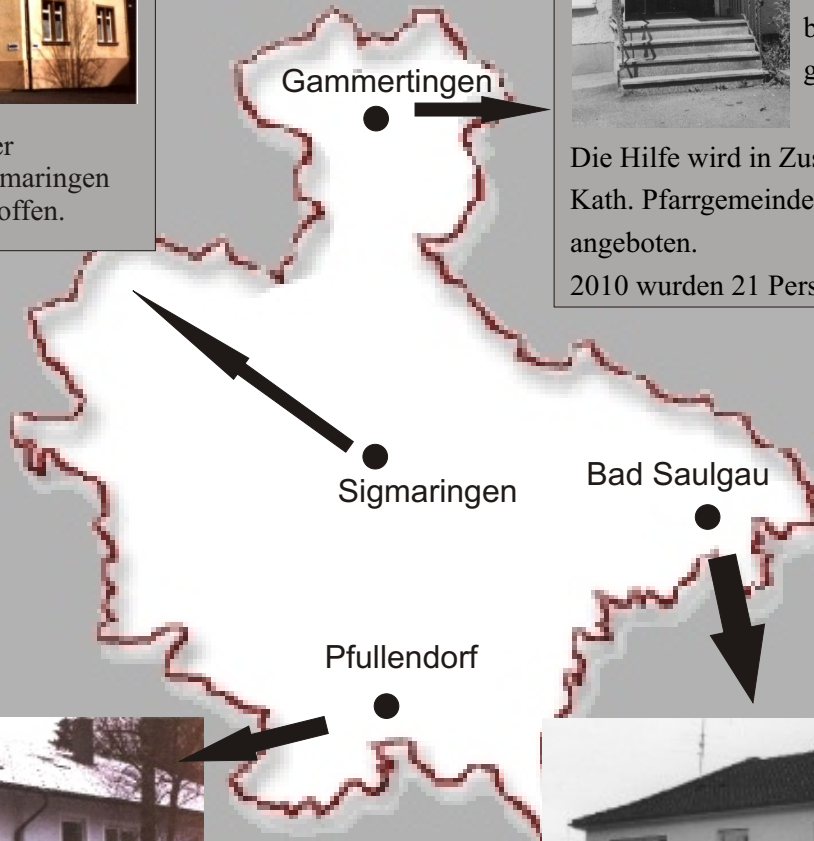 er
maringen
offen.
b
g
Die Hilfe wird in Zus
Kath. Pfarrgemeinde
angeboten.
2010 wurden 21 Pers
Gammertingen
Sigmaringen
Bad Saulgau
Pfullendorf